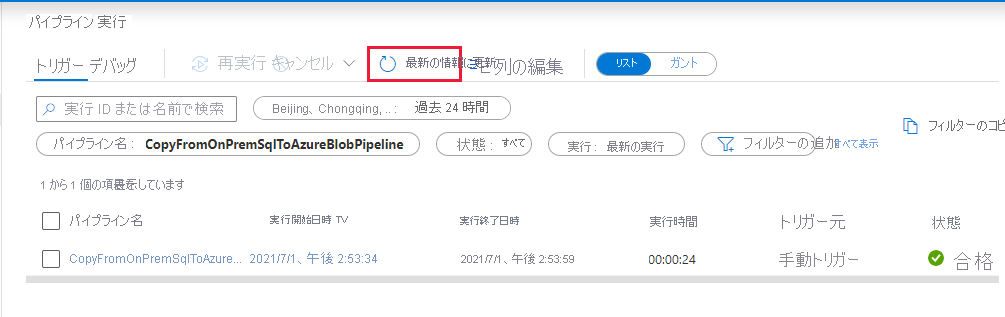 パイプライン 実行
トリガー デバッグ 再実行 キャンセル 最新の情報に更新 列の編集 リスト ガント
実行 ID または名前で検索 Beijing、Chongqing, .. : 過去 24 時間
パイプライン名 : CopyFromOnPremSqlToAzureBlobPipeline 状態 : すべて 実行 : 最新の実行 フィルターの追加 すべて表示 フィルターのコピ
1 から 1 個の項目を表示しています
パイプライン名 実行開始日時 TV 実行終了日時 実行時間 トリガー元 状態
CopyFromOnPremSqlToAzure... 2021/7/1、午後 2:53:34 2021/7/1、午後 2:53:59 00:00:24 手動トリガー 合格